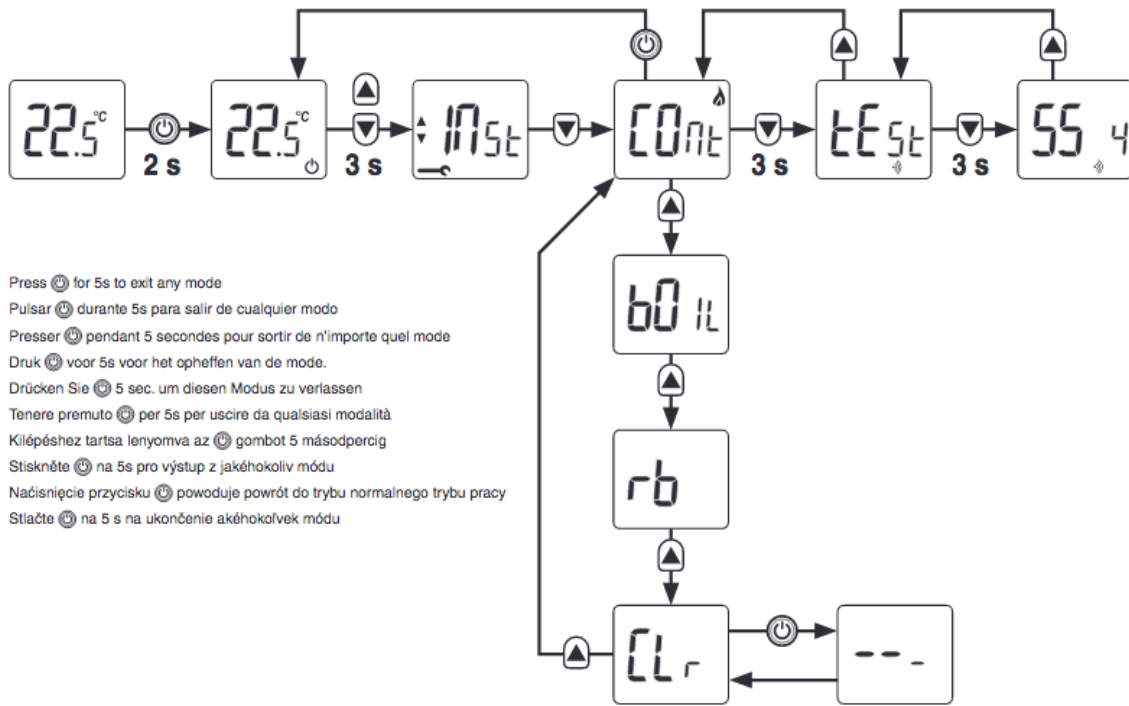 22.5°C
2 s
22.5°C
3 s
INSt
CONt
3 s
tESt
3 s
SS 4
Press for 5s to exit any mode
Pulsar durante 5s para salir de cualquier modo
Presser pendant 5 secondes pour sortir de n'importe quel mode
Druk voor 5s voor het opheffen van de mode.
Drücken Sie 5 sec. um diesen Modus zu verlassen
Tenere premuto per 5s per uscire da qualsiasi modalità
Kilépéshez tartsa lenyomva az gombot 5 másodpercig
Stiskněte na 5s pro výstup z jakéhokoliv módu
Naćisnięcie przycisku powoduje powrót do trybu normalnego trybu pracy
Stlačte na 5 s na ukončenie akéhokoľvek módu
bOIL
rb
CLr
---